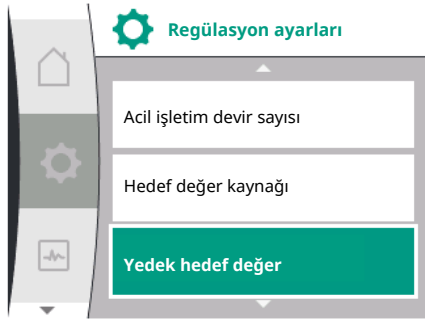 Regülasyon ayarları
Acil işletim devir sayısı
Hedef değer kaynağı
Yedek hedef değer